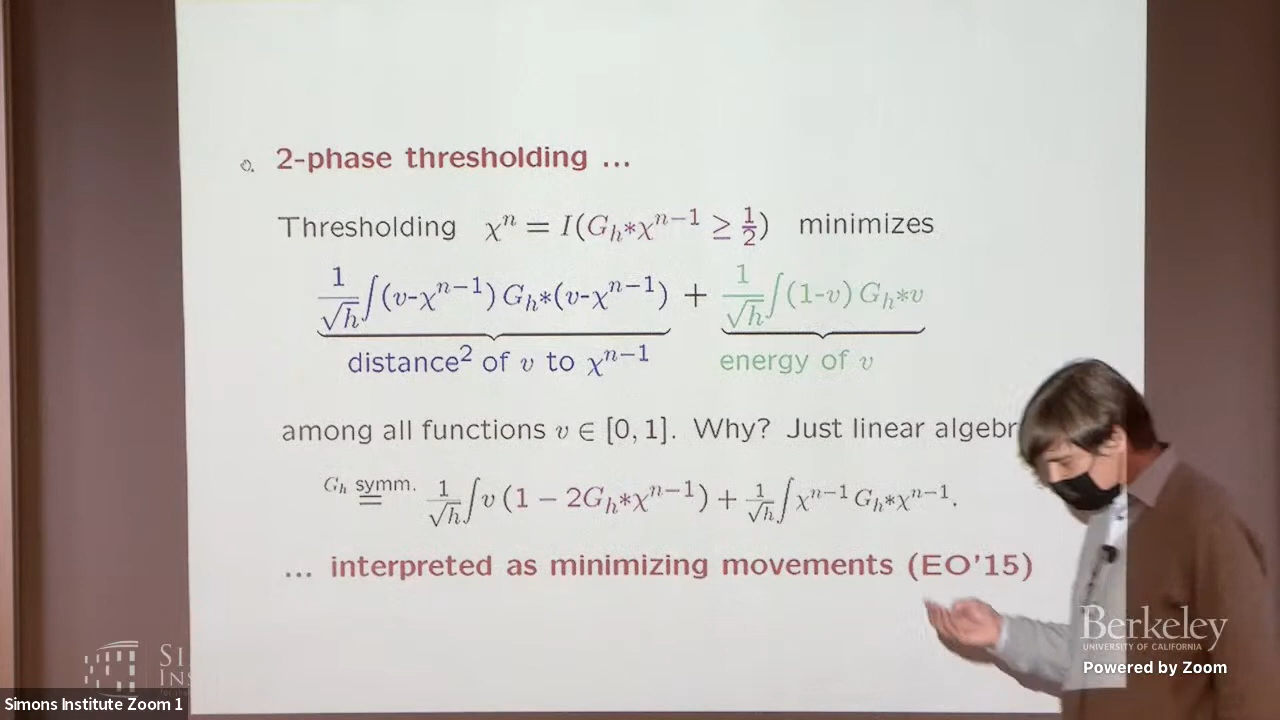 2-phase thresholding ...
Thresholding χ^n = I(G_h*χ^{n-1} ≥ 1/2) minimizes
1/√h ∫(v-χ^{n-1}) G_h*(v-χ^{n-1}) + 1/√h ∫(1-v) G_h*v
distance² of v to χ^{n-1} energy of v
among all functions v ∈ [0, 1]. Why? Just linear
G_h symm. = 1/√h ∫v (1 − 2G_h*χ^{n-1}) + 1/√h ∫χ^{n-1} G_h*χ^{n-1}.
... interpreted as minimizing movements (EO'15)
Berkeley
UNIVERSITY OF CALIFORNIA
Powered by Zoom
Simons Institute Zoom 1